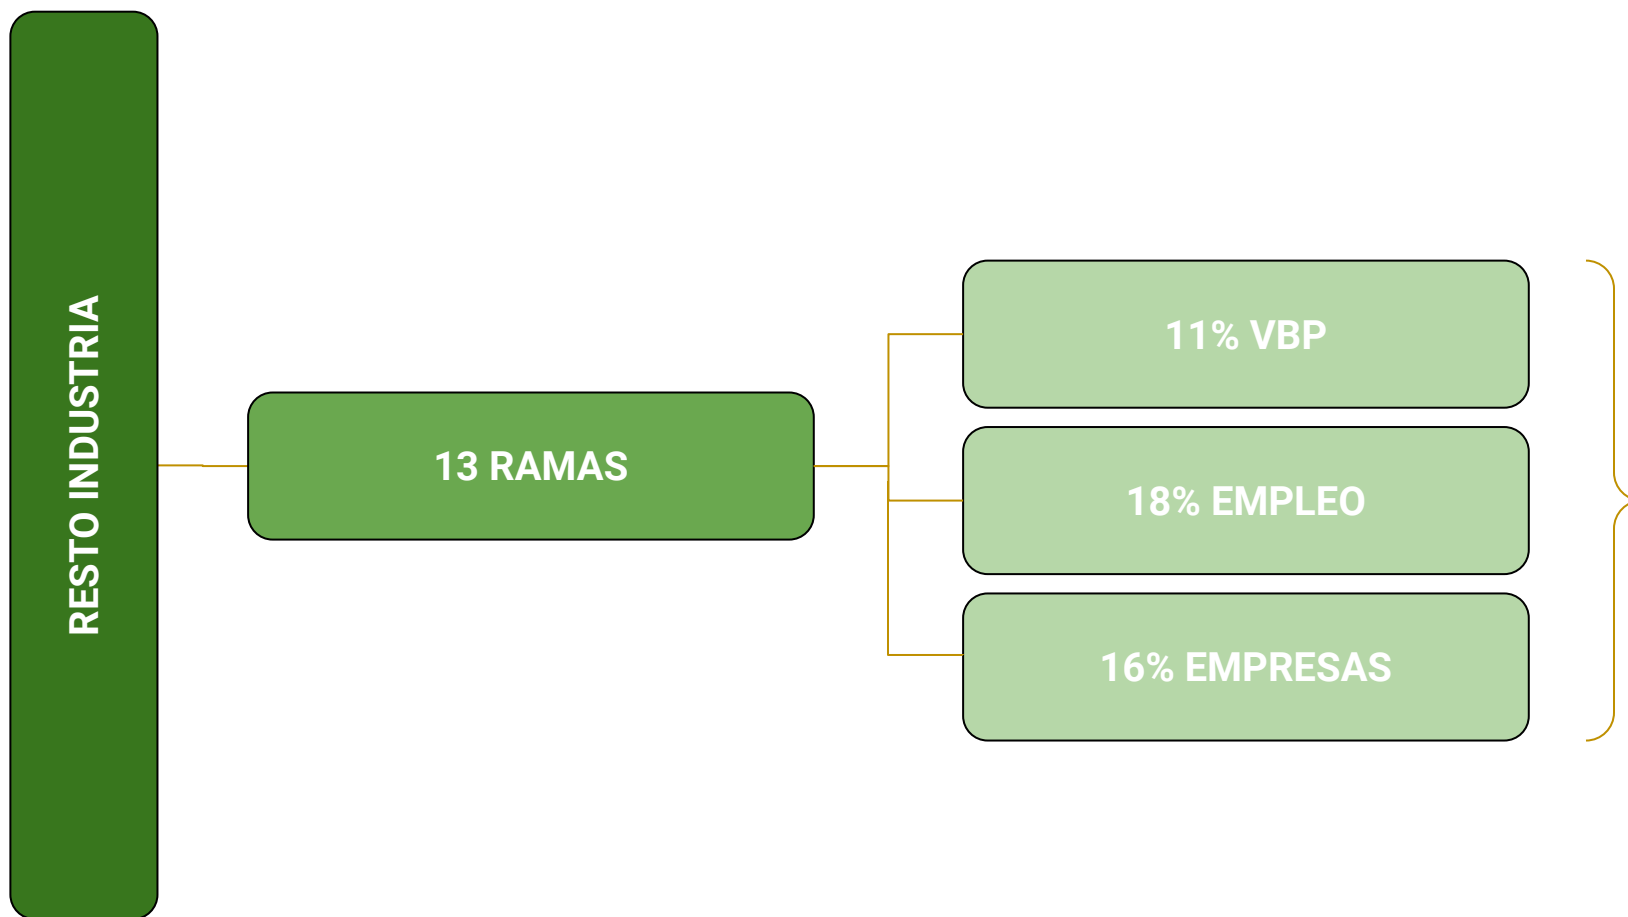 RESTO INDUSTRIA
13 RAMAS
11% VBP
18% EMPLEO
16% EMPRESAS